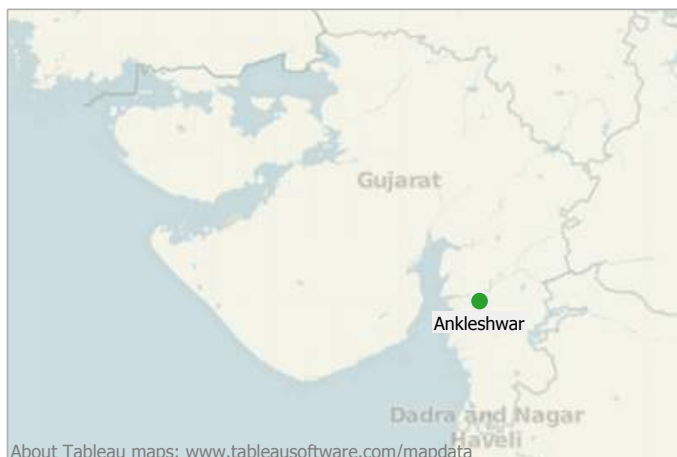 Gujarat
Ankleshwar
Dadra and Nagar
Haveli
About Tableau maps: www.tableausoftware.com/mapdata